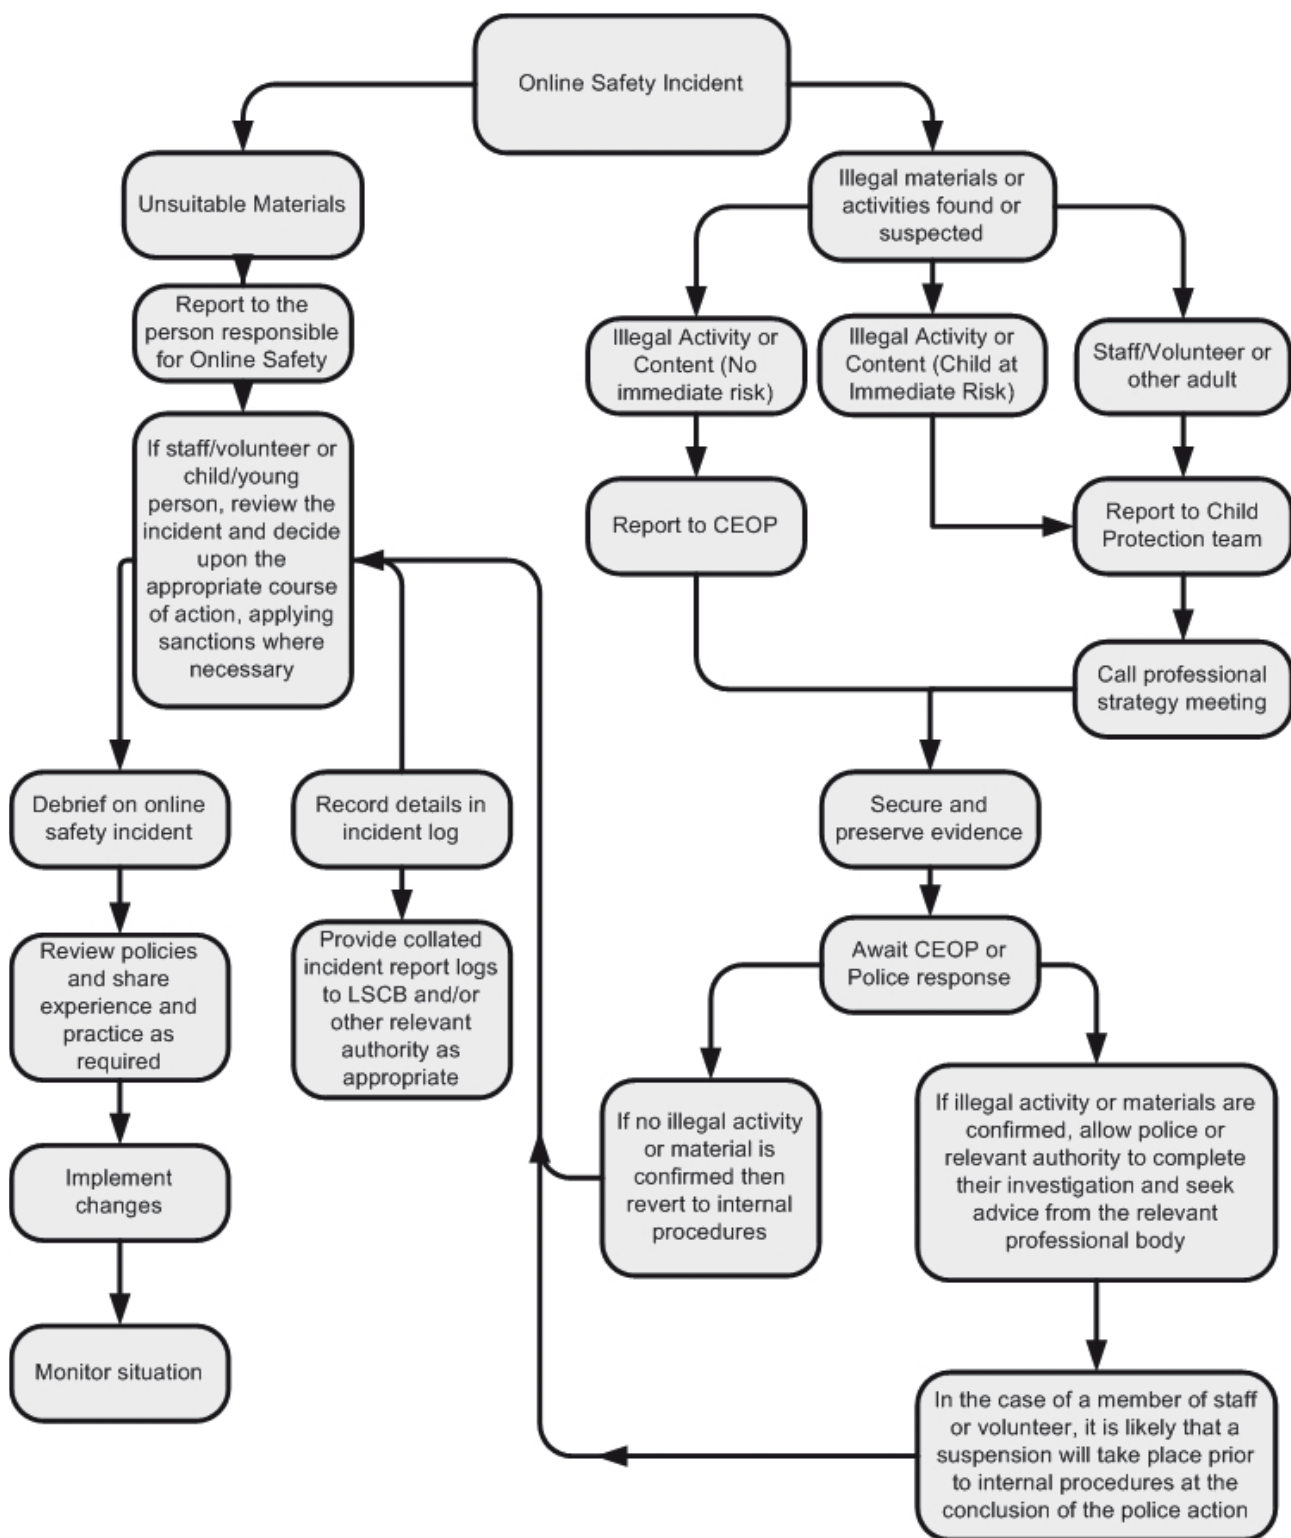 Online Safety Incident
Unsuitable Materials
Illegal materials or
activities found or
suspected
Report to the
person responsible
for Online Safety
Illegal Activity or
Content (No
immediate risk)
Illegal Activity or
Content (Child at
Immediate Risk)
Staff/Volunteer or
other adult
If staff/volunteer or
child/young
person, review the
incident and decide
upon the
appropriate course
of action, applying
sanctions where
necessary
Report to CEOP
Report to Child
Protection team
Call professional
strategy meeting
Debrief on online
safety incident
Record details in
incident log
Secure and
preserve evidence
Review policies
and share
experience and
practice as
required
Provide collated
incident report logs
to LSCB and/or
other relevant
authority as
appropriate
Await CEOP or
Police response
If no illegal activity
or material is
confirmed then
revert to internal
procedures
If illegal activity or materials are
confirmed, allow police or
relevant authority to complete
their investigation and seek
advice from the relevant
professional body
Implement
changes
Monitor situation
In the case of a member of staff
or volunteer, it is likely that a
suspension will take place prior
to internal procedures at the
conclusion of the police action